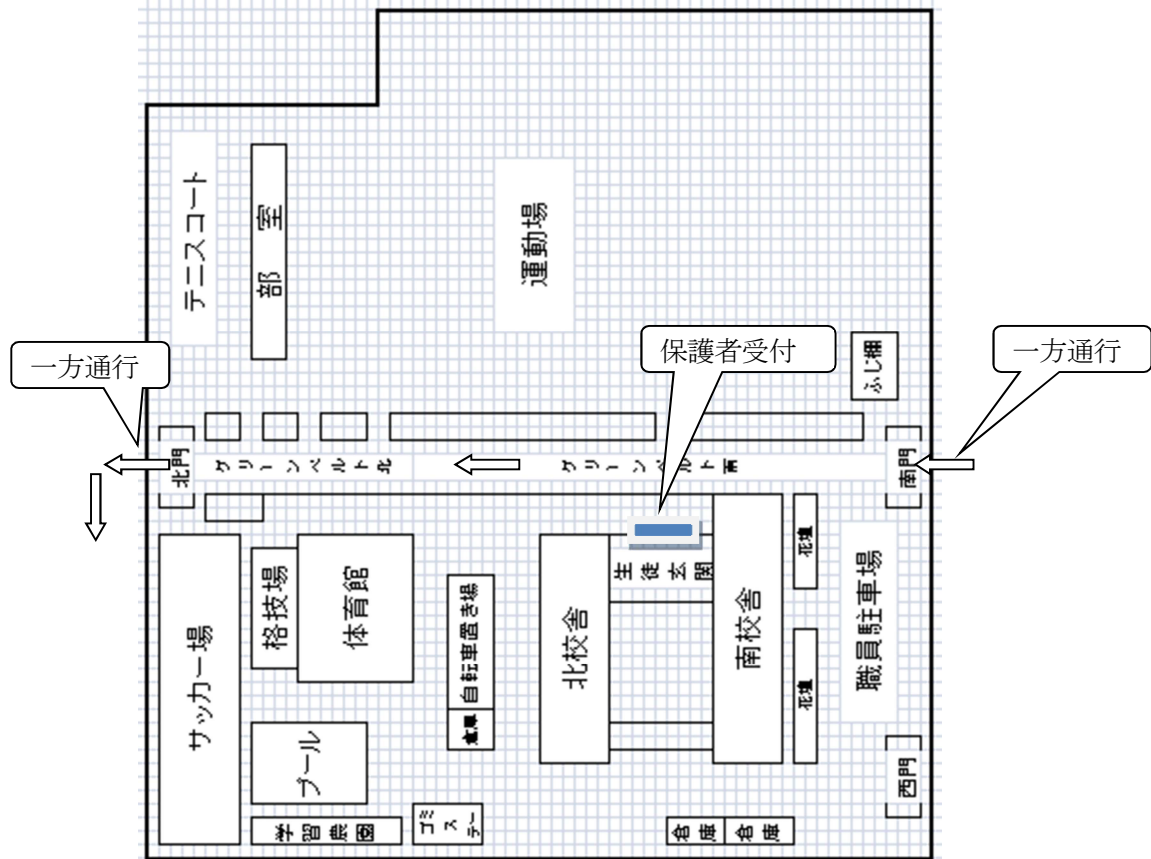 テニスコート
部室
運動場
一方通行
保護者受付
一方通行
ふじ棚
北門
グリーンベルト北
グリーンベルト南
南門
サッカー場
格技場
体育館
自転車置き場
倉庫
北校舎
生徒玄関
南校舎
花壇
花壇
職員駐車場
プール
西門
学習農園
ゴミ
ステー
倉庫
倉庫